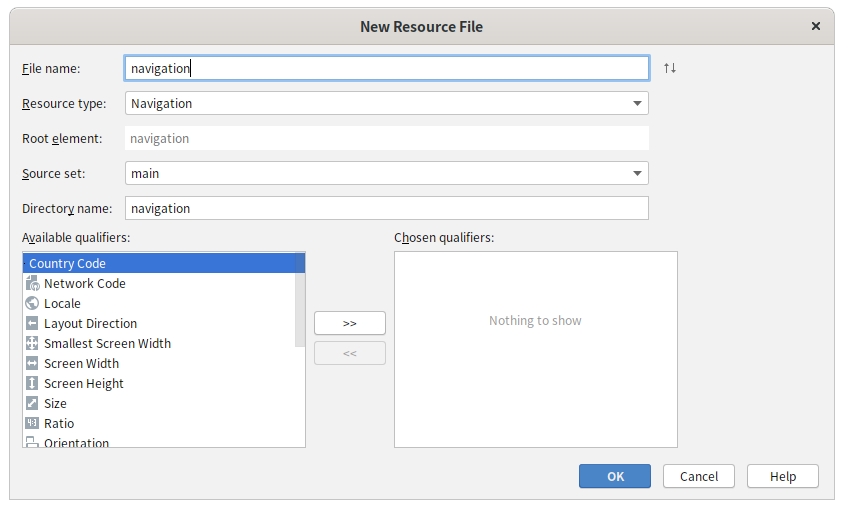 New Resource File
File name: navigation
Resource type: Navigation
Root element: navigation
Source set: main
Directory name: navigation
Available qualifiers: Chosen qualifiers:
Country Code
Network Code
Locale
Layout Direction
Smallest Screen Width
Screen Width
Screen Height
Size
Ratio
Orientation
>>
<<
Nothing to show
OK Cancel Help